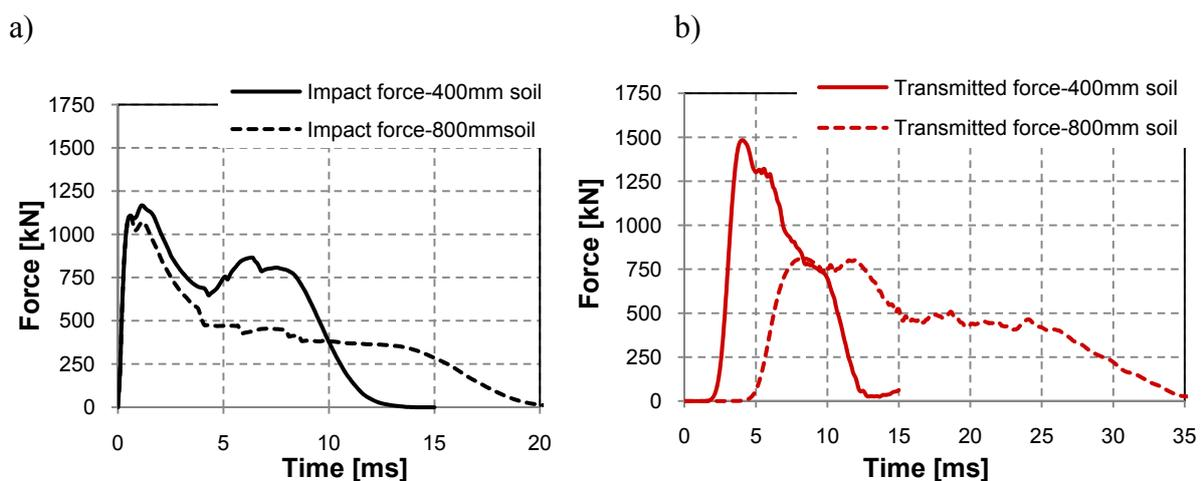 a)
b)
Impact force-400mm soil
Impact force-800mmsoil
1750
1500
1250
1000
750
500
250
0
Force [kN]
0 5 10 15 20
Time [ms]
Transmitted force-400mm soil
Transmitted force-800mm soil
1750
1500
1250
1000
750
500
250
0
Force [kN]
0 5 10 15 20 25 30 35
Time [ms]